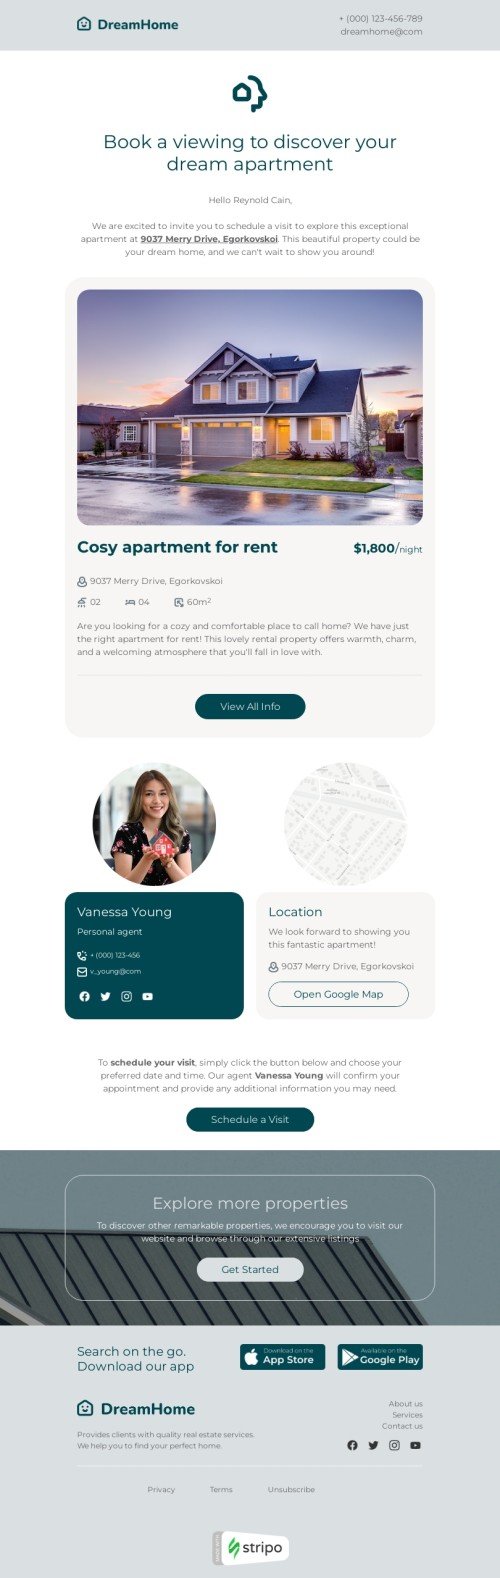 DreamHome
+ (000) 123-456-789
dreamhome@com
Book a viewing to discover your
dream apartment
Hello Reynold Cain,
We are excited to invite you to schedule a visit to explore this exceptional
apartment at 9037 Merry Drive, Egorkovskoi. This beautiful property could be
your dream home, and we can't wait to show you around!
Cosy apartment for rent
$1,800/night
9037 Merry Drive, Egorkovskoi
02 04 60m²
Are you looking for a cozy and comfortable place to call home? We have just
the right apartment for rent! This lovely rental property offers warmth, charm,
and a welcoming atmosphere that you'll fall in love with.
View All Info
Vanessa Young
Personal agent
+ (000) 123-456
v_young@com
Location
We look forward to showing you
this fantastic apartment!
9037 Merry Drive, Egorkovskoi
Open Google Map
To schedule your visit, simply click the button below and choose your
preferred date and time. Our agent Vanessa Young will confirm your
appointment and provide any additional information you may need.
Schedule a Visit
Explore more properties
To discover other remarkable properties, we encourage you to visit our
website and browse through our extensive listings
Get Started
Search on the go.
Download our app
Download on the
App Store
Available on the
Google Play
DreamHome
Provides clients with quality real estate services.
We help you to find your perfect home.
About us
Services
Contact us
Privacy Terms Unsubscribe
MADE WITH
stripo